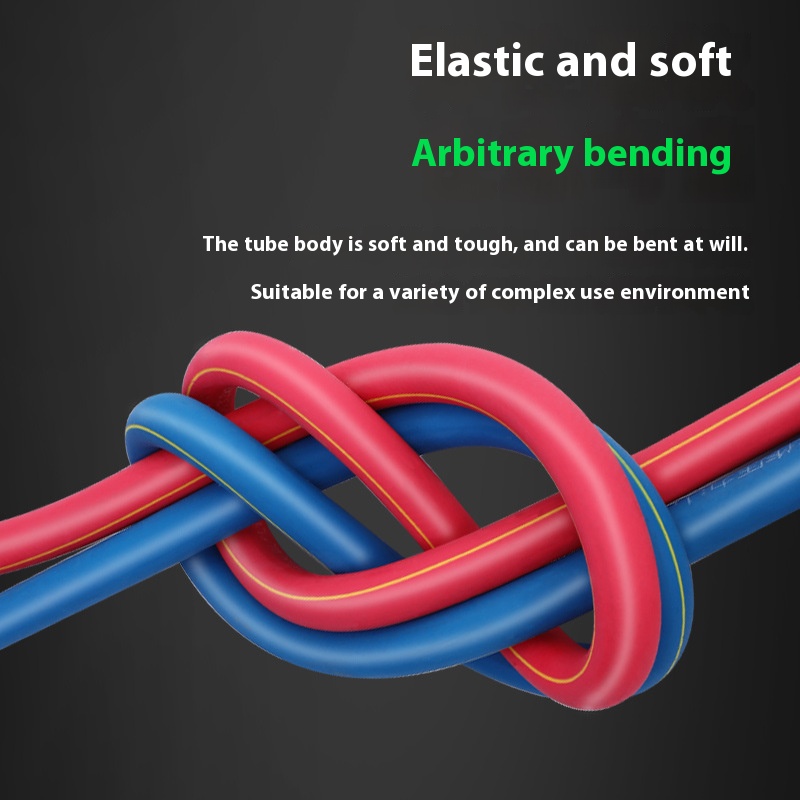 Elastic and soft
Arbitrary bending
The tube body is soft and tough, and can be bent at will.
Suitable for a variety of complex use environment